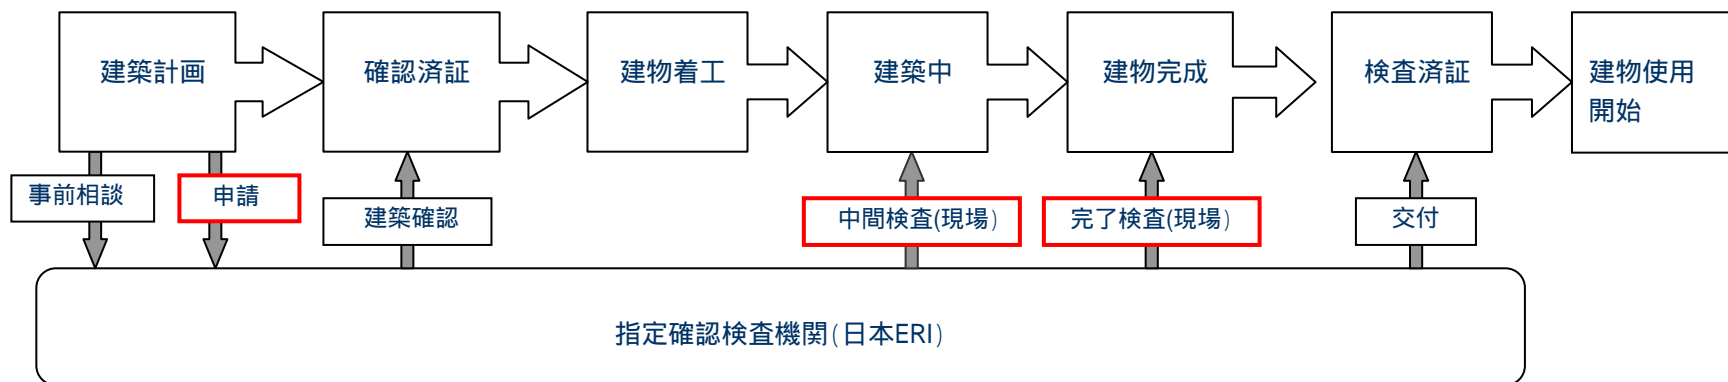 建築計画
確認済証
建物着工
建築中
建物完成
検査済証
建物使用
開始
事前相談
申請
建築確認
中間検査(現場)
完了検査(現場)
交付
指定確認検査機関(日本ERI)